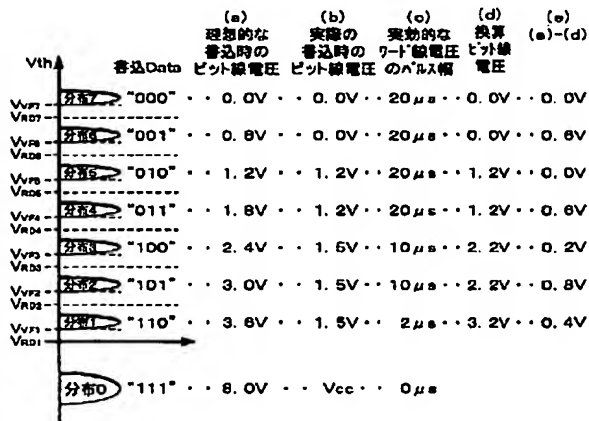 (a) (b) (c) (d) (e)
理想的な 実際の 実効的な 換算 (a)-(d)
書込時の 書込時の ワード線電圧 ビット線
Vth 書込Data ビット線電圧 ビット線電圧 のパルス幅 電圧
VVF7 分布7 "000" ・・0.0V・・0.0V・・20μs・・0.0V・・0.0V
VRD7
VVF6 分布6 "001" ・・0.6V・・0.0V・・20μs・・0.0V・・0.6V
VRD6
VVF5 分布5 "010" ・・1.2V・・1.2V・・20μs・・1.2V・・0.0V
VRD5
VVF4 分布4 "011" ・・1.8V・・1.2V・・20μs・・1.2V・・0.6V
VRD4
VVF3 分布3 "100" ・・2.4V・・1.5V・・10μs・・2.2V・・0.2V
VRD3
VVF2 分布2 "101" ・・3.0V・・1.5V・・10μs・・2.2V・・0.8V
VRD2
VVF1 分布1 "110" ・・3.6V・・1.5V・・2μs・・3.2V・・0.4V
VRD1
分布0 "111" ・・8.0V・・Vcc・・0μs